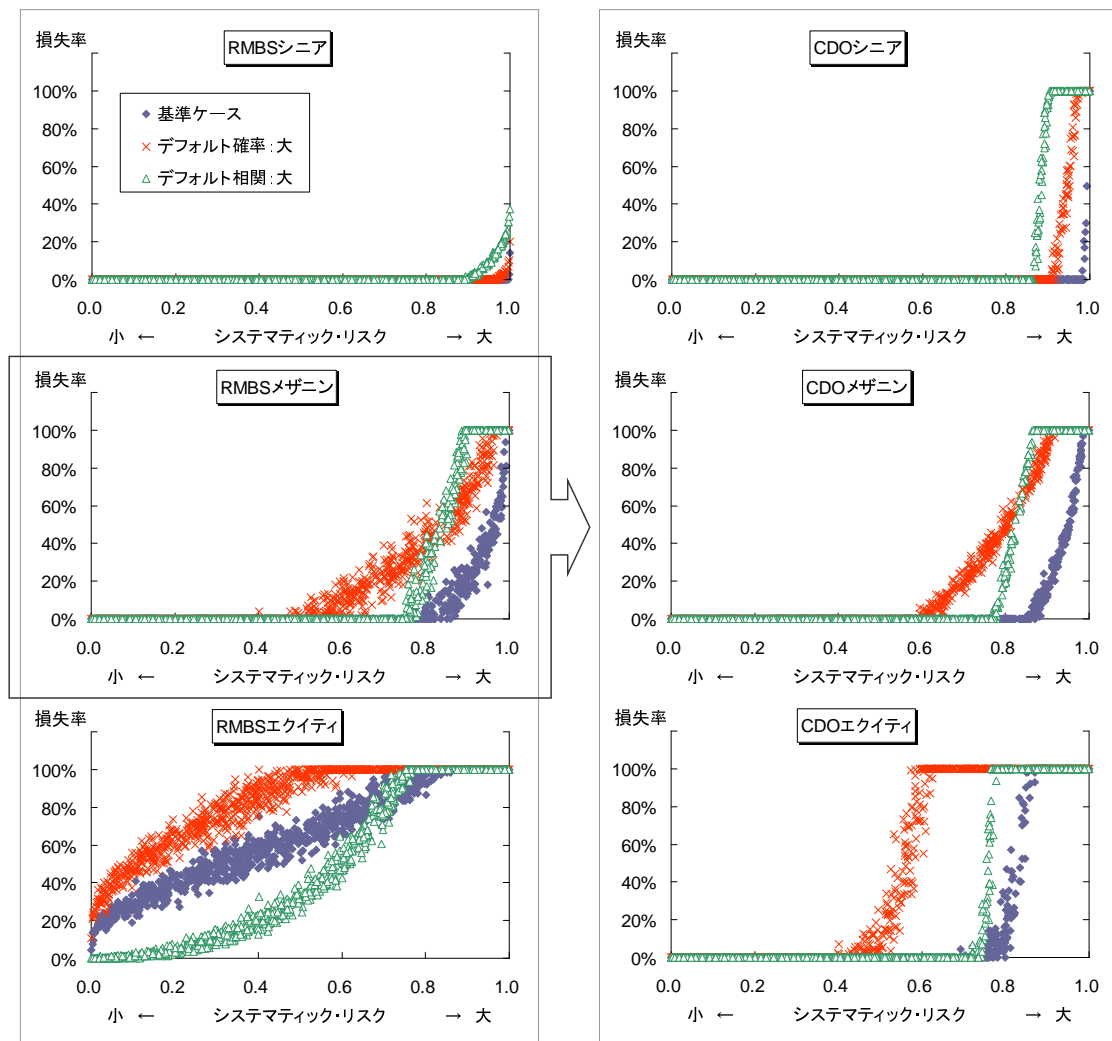 損失率
RMBSシニア
100%
80%
60%
40%
20%
0%
基準ケース
デフォルト確率:大
デフォルト相関:大
0.0 0.2 0.4 0.6 0.8 1.0
小 ← システマティック・リスク → 大
損失率
CDOシニア
100%
80%
60%
40%
20%
0%
0.0 0.2 0.4 0.6 0.8 1.0
小 ← システマティック・リスク → 大
損失率
RMBSメザニン
100%
80%
60%
40%
20%
0%
0.0 0.2 0.4 0.6 0.8 1.0
小 ← システマティック・リスク → 大
損失率
CDOメザニン
100%
80%
60%
40%
20%
0%
0.0 0.2 0.4 0.6 0.8 1.0
小 ← システマティック・リスク → 大
損失率
RMBSエクイティ
100%
80%
60%
40%
20%
0%
0.0 0.2 0.4 0.6 0.8 1.0
小 ← システマティック・リスク → 大
損失率
CDOエクイティ
100%
80%
60%
40%
20%
0%
0.0 0.2 0.4 0.6 0.8 1.0
小 ← システマティック・リスク → 大